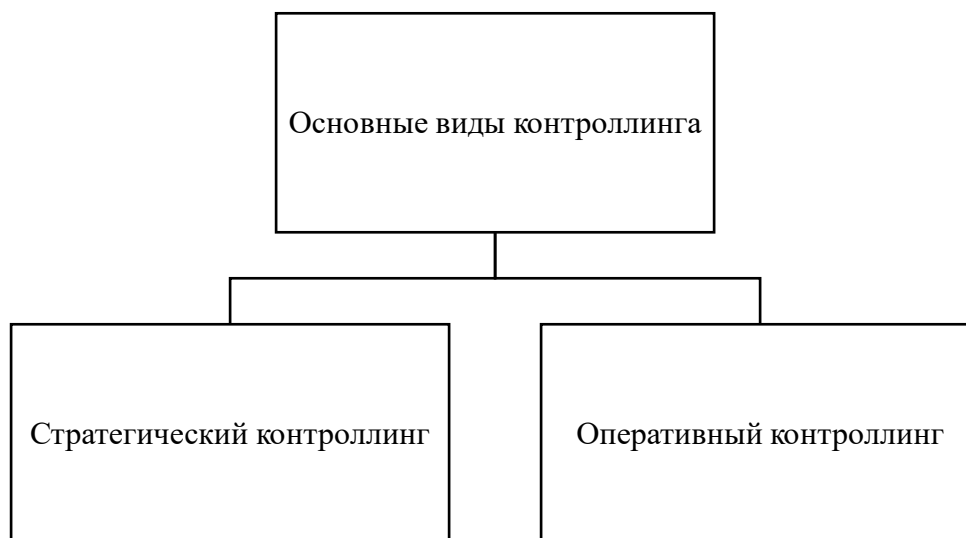 Основные виды контроллинга
Стратегический контроллинг
Оперативный контроллинг